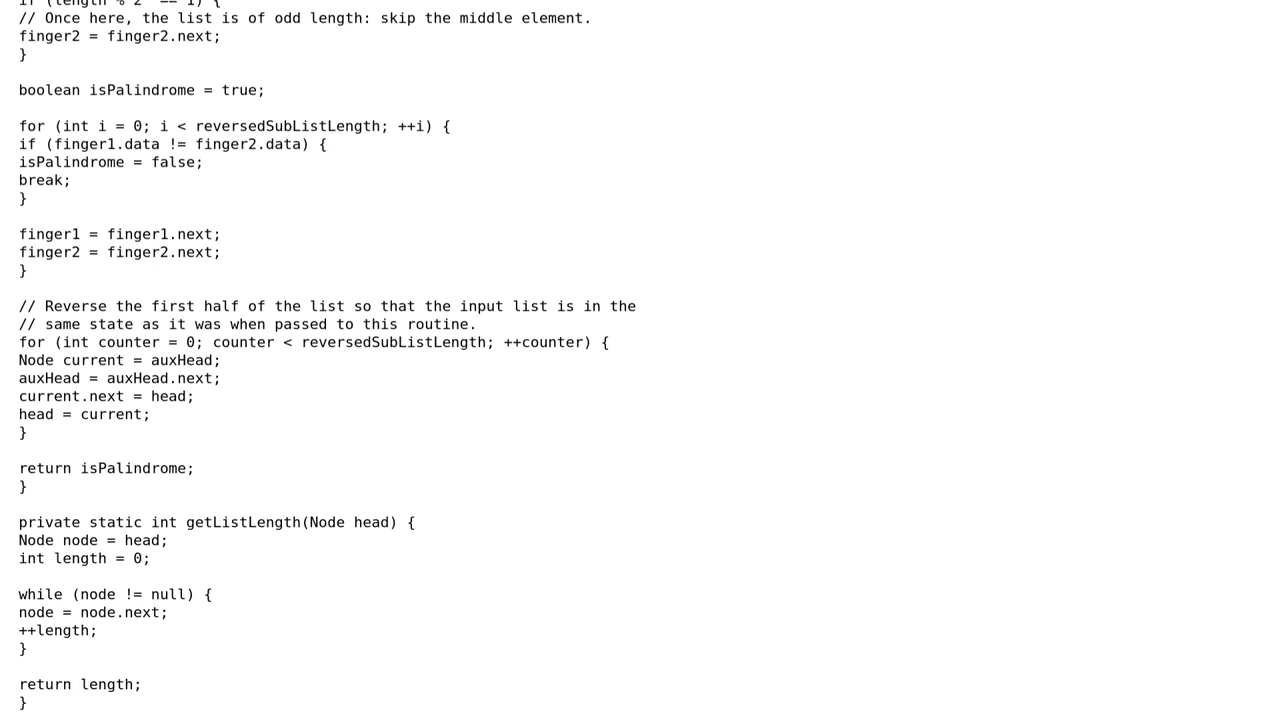 if (length % 2 == 1) {
// Once here, the list is of odd length: skip the middle element.
finger2 = finger2.next;
}

boolean isPalindrome = true;

for (int i = 0; i < reversedSubListLength; ++i) {
if (finger1.data != finger2.data) {
isPalindrome = false;
break;
}

finger1 = finger1.next;
finger2 = finger2.next;
}

// Reverse the first half of the list so that the input list is in the
// same state as it was when passed to this routine.
for (int counter = 0; counter < reversedSubListLength; ++counter) {
Node current = auxHead;
auxHead = auxHead.next;
current.next = head;
head = current;
}

return isPalindrome;
}

private static int getListLength(Node head) {
Node node = head;
int length = 0;

while (node != null) {
node = node.next;
++length;
}

return length;
}